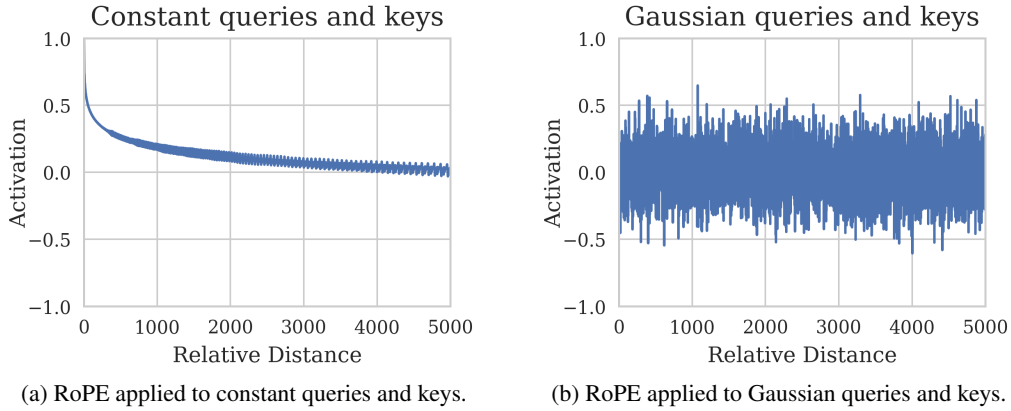 Constant queries and keys
1.0
0.5
0.0
−0.5
−1.0
Activation
0 1000 2000 3000 4000 5000
Relative Distance
(a) RoPE applied to constant queries and keys.
Gaussian queries and keys
1.0
0.5
0.0
−0.5
−1.0
Activation
0 1000 2000 3000 4000 5000
Relative Distance
(b) RoPE applied to Gaussian queries and keys.